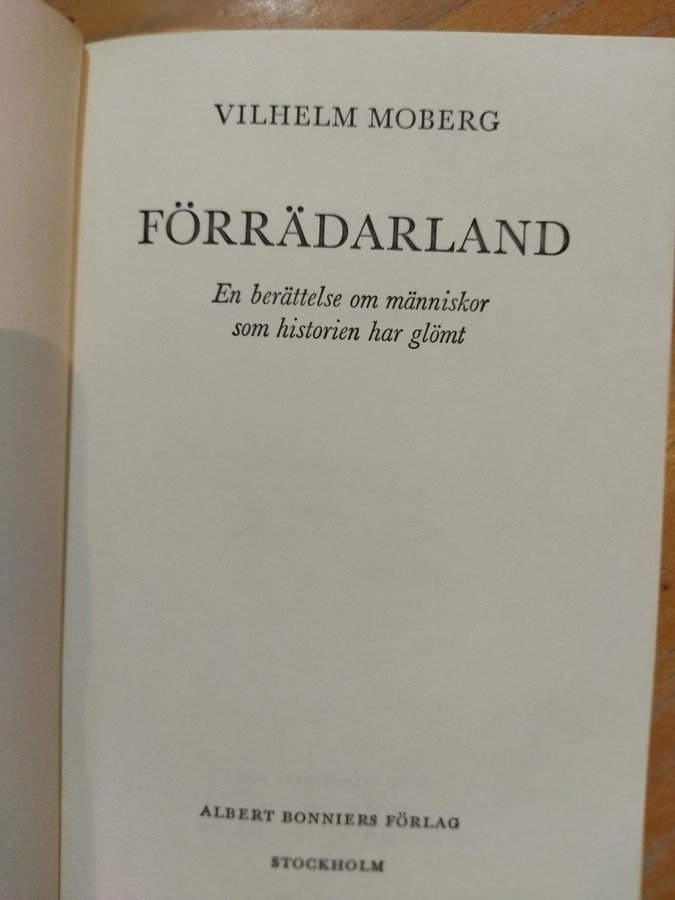 VILHELM MOBERG
FÖRRÄDARLAND
En berättelse om människor
som historien har glömt
ALBERT BONNIERS FÖRLAG
STOCKHOLM